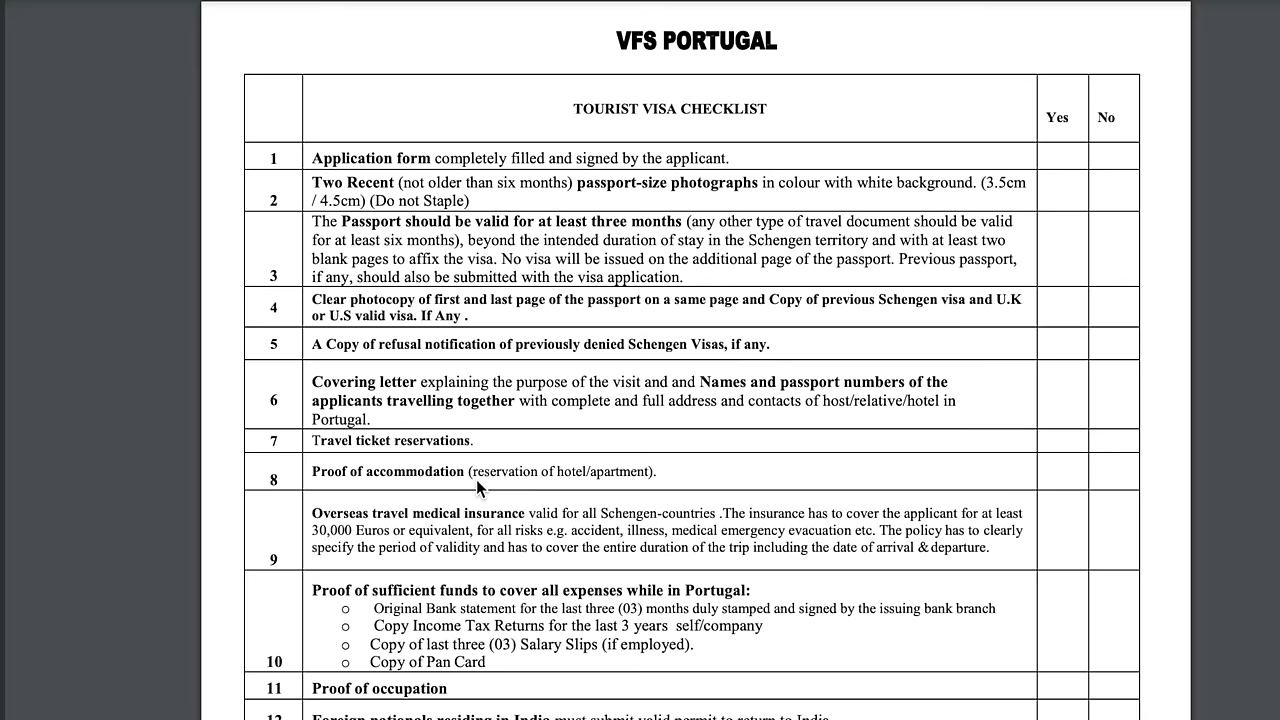 VFS PORTUGAL
TOURIST VISA CHECKLIST
Yes
No
1
Application form completely filled and signed by the applicant.
2
Two Recent (not older than six months) passport-size photographs in colour with white background. (3.5cm
/ 4.5cm) (Do not Staple)
3
The Passport should be valid for at least three months (any other type of travel document should be valid
for at least six months), beyond the intended duration of stay in the Schengen territory and with at least two
blank pages to affix the visa. No visa will be issued on the additional page of the passport. Previous passport,
if any, should also be submitted with the visa application.
4
Clear photocopy of first and last page of the passport on a same page and Copy of previous Schengen visa and U.K
or U.S valid visa. If Any .
5
A Copy of refusal notification of previously denied Schengen Visas, if any.
6
Covering letter explaining the purpose of the visit and and Names and passport numbers of the
applicants travelling together with complete and full address and contacts of host/relative/hotel in
Portugal.
7
Travel ticket reservations.
8
Proof of accommodation (reservation of hotel/apartment).
9
Overseas travel medical insurance valid for all Schengen-countries .The insurance has to cover the applicant for at least
30,000 Euros or equivalent, for all risks e.g. accident, illness, medical emergency evacuation etc. The policy has to clearly
specify the period of validity and has to cover the entire duration of the trip including the date of arrival & departure.
10
Proof of sufficient funds to cover all expenses while in Portugal:
o Original Bank statement for the last three (03) months duly stamped and signed by the issuing bank branch
o Copy Income Tax Returns for the last 3 years self/company
o Copy of last three (03) Salary Slips (if employed).
o Copy of Pan Card
11
Proof of occupation
12
Foreign nationals residing in India must submit valid permit to return to India